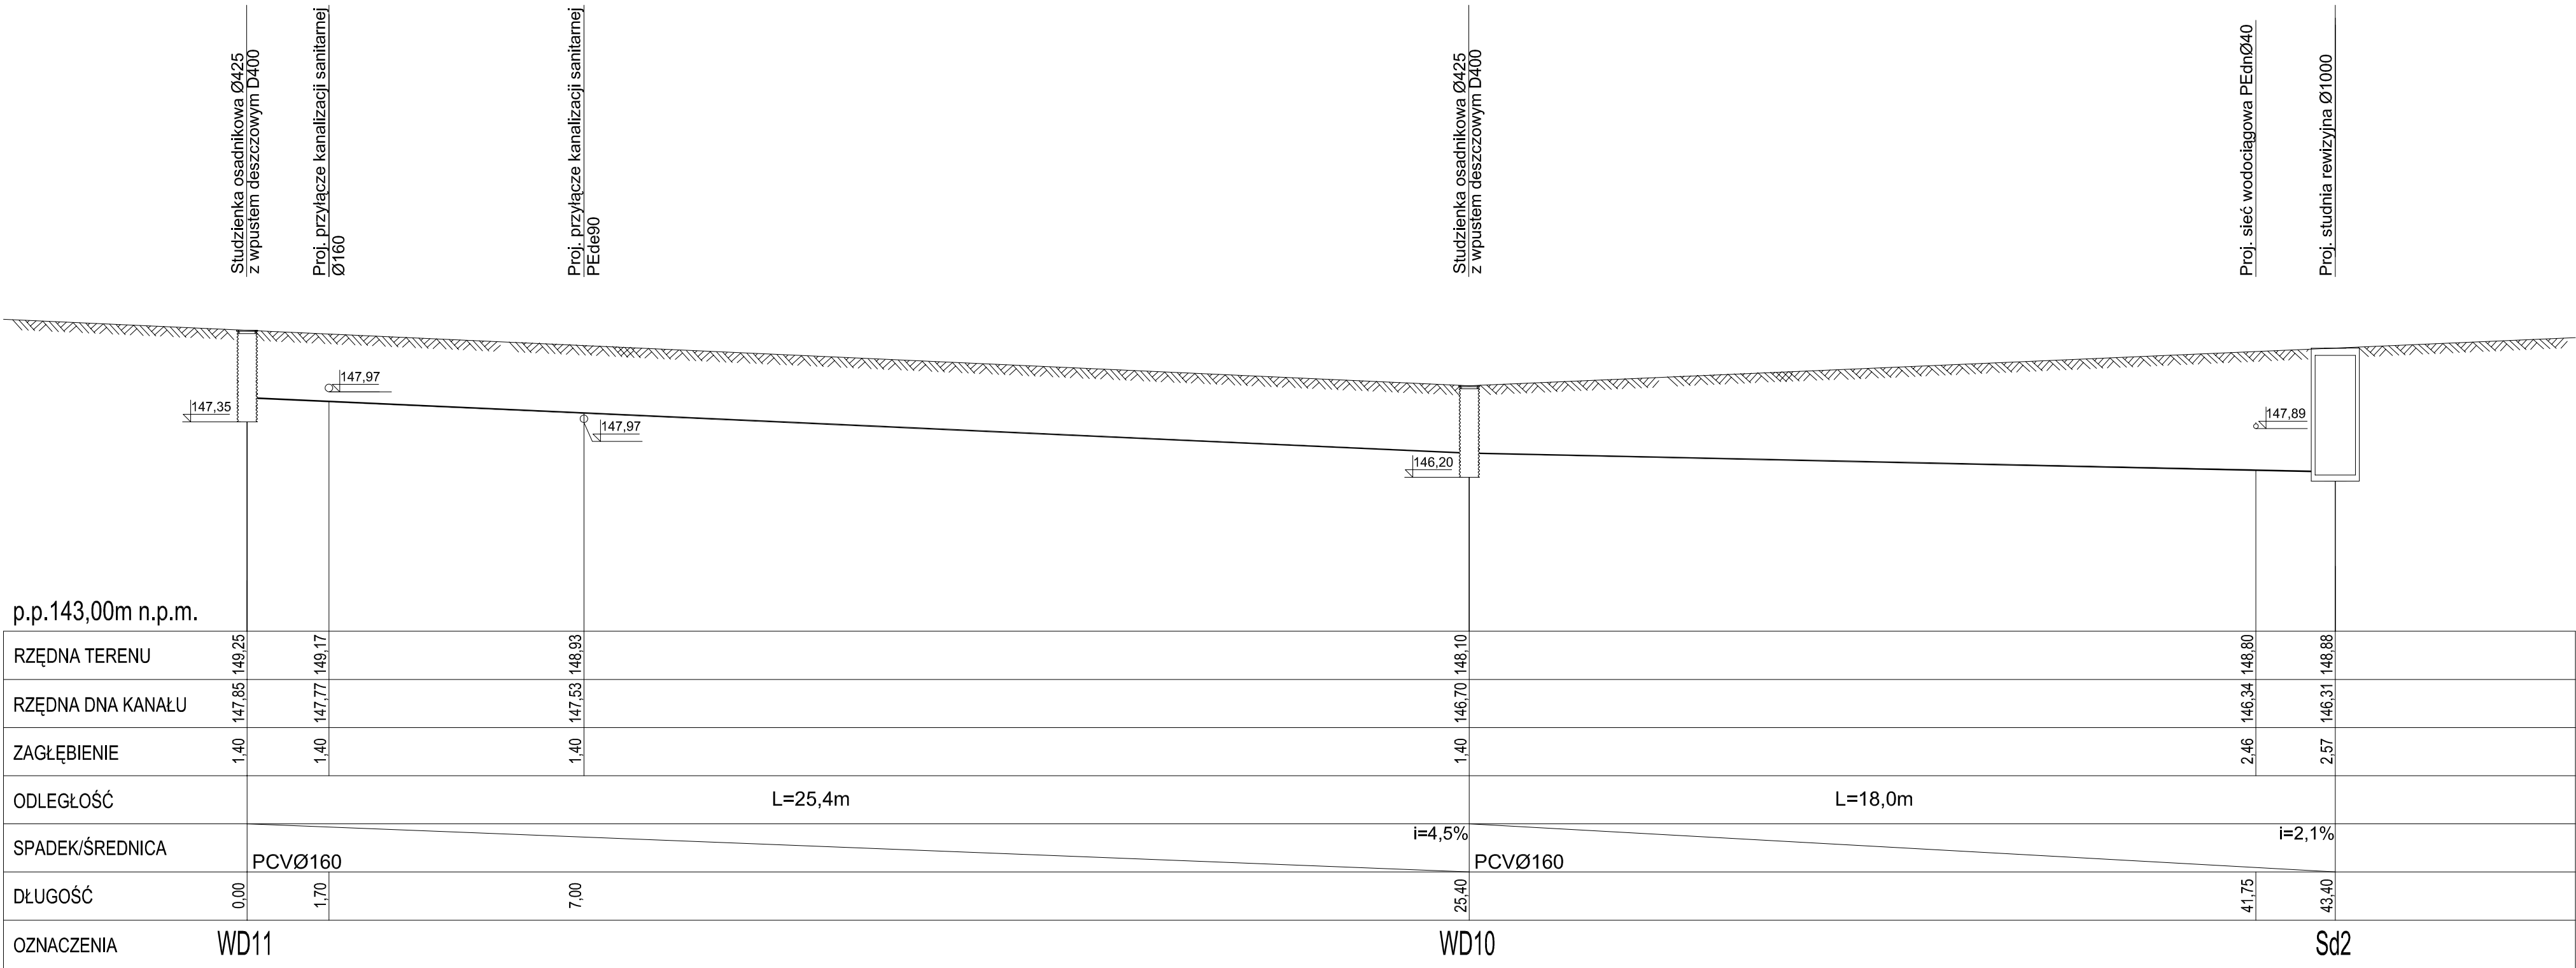 Studzienka osadnikowa Ø425
z wpustem deszczowym D400
Proj. przyłącze kanalizacji sanitarnej
Ø160
Proj. przyłącze kanalizacji sanitarnej
PEde90
Studzienka osadnikowa Ø425
z wpustem deszczowym D400
Proj. sieć wodociągowa PEdnØ40
Proj. studnia rewizyjna Ø1000
147,97
147,35
147,97
147,89
146,20
p.p.143,00m n.p.m.
RZĘDNA TERENU 149,25 149,17 148,93 148,10 148,80 148,88
RZĘDNA DNA KANAŁU 147,85 147,77 147,53 146,70 146,34 146,31
ZAGŁĘBIENIE 1,40 1,40 1,40 1,40 2,46 2,57
ODLEGŁOŚĆ L=25,4m L=18,0m
i=4,5% i=2,1%
SPADEK/ŚREDNICA
PCVØ160 PCVØ160
DŁUGOŚĆ 0,00 1,70 7,00 25,40 41,75 43,40
OZNACZENIA WD11 WD10 Sd2